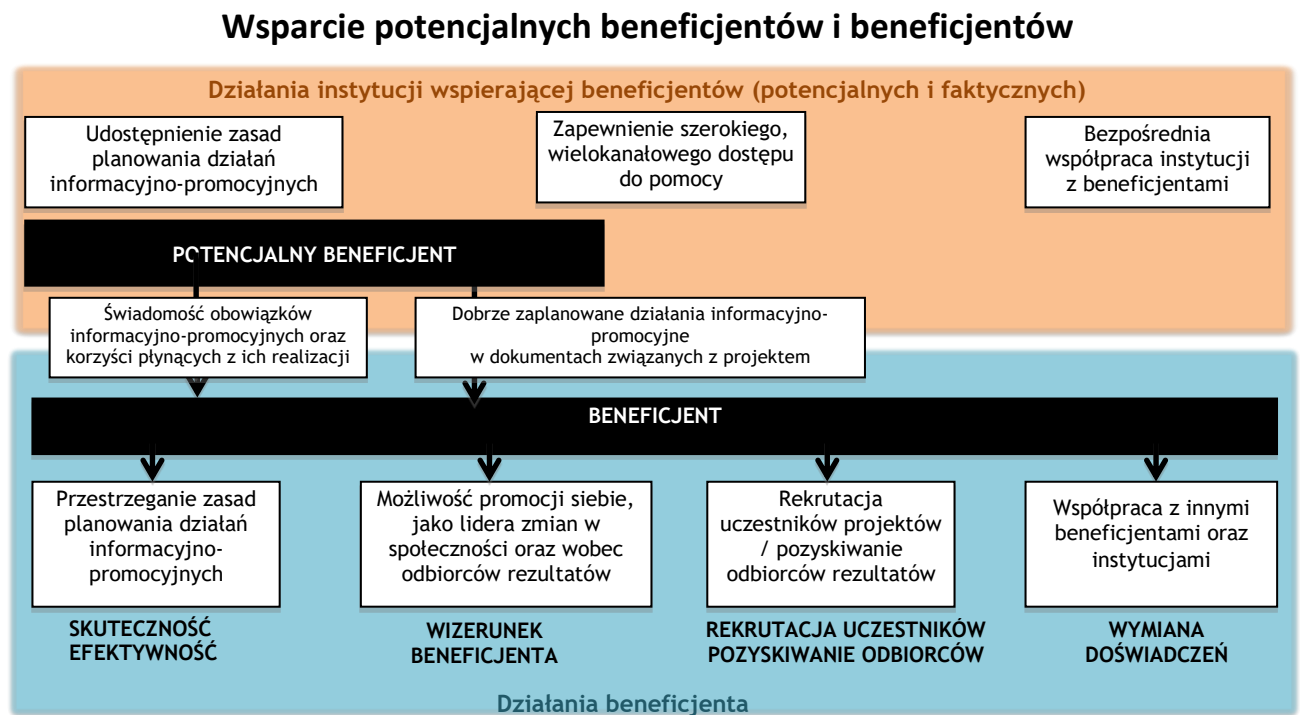 Wsparcie potencjalnych beneficjentów i beneficjentów
Działania instytucji wspierającej beneficjentów (potencjalnych i faktycznych)
Udostępnienie zasad
planowania działań
informacyjno-promocyjnych
Zapewnienie szerokiego,
wielokanałowego dostępu
do pomocy
Bezpośrednia
współpraca instytucji
z beneficjentami
POTENCJALNY BENEFICJENT
Świadomość obowiązków
informacyjno-promocyjnych oraz
korzyści płynących z ich realizacji
Dobrze zaplanowane działania informacyjno-
promocyjne
w dokumentach związanych z projektem
BENEFICJENT
Przestrzeganie zasad
planowania działań
informacyjno-
promocyjnych
Możliwość promocji siebie,
jako lidera zmian w
społeczności oraz wobec
odbiorców rezultatów
Rekrutacja
uczestników projektów
/ pozyskiwanie
odbiorców rezultatów
Współpraca z innymi
beneficjentami oraz
instytucjami
SKUTECZNOŚĆ
EFEKTYWNOŚĆ
WIZERUNEK
BENEFICJENTA
REKRUTACJA UCZESTNIKÓW
POZYSKIWANIE ODBIORCÓW
WYMIANA
DOŚWIADCZEŃ
Działania beneficjenta